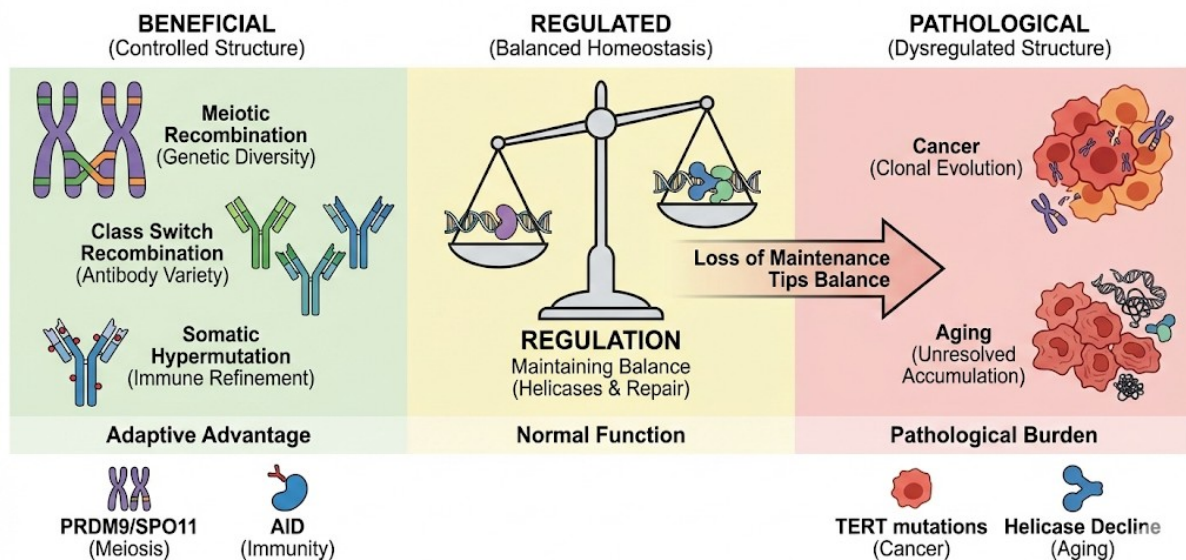 BENEFICIAL
(Controlled Structure)
REGULATED
(Balanced Homeostasis)
PATHOLOGICAL
(Dysregulated Structure)
Meiotic
Recombination
(Genetic Diversity)
Class Switch
Recombination
(Antibody Variety)
Somatic
Hypermutation
(Immune Refinement)
Adaptive Advantage
Loss of Maintenance
Tips Balance
REGULATION
Maintaining Balance
(Helicases & Repair)
Normal Function
Cancer
(Clonal Evolution)
Aging
(Unresolved
Accumulation)
Pathological Burden
PRDM9/SPO11
(Meiosis)
AID
(Immunity)
TERT mutations
(Cancer)
Helicase Decline
(Aging)